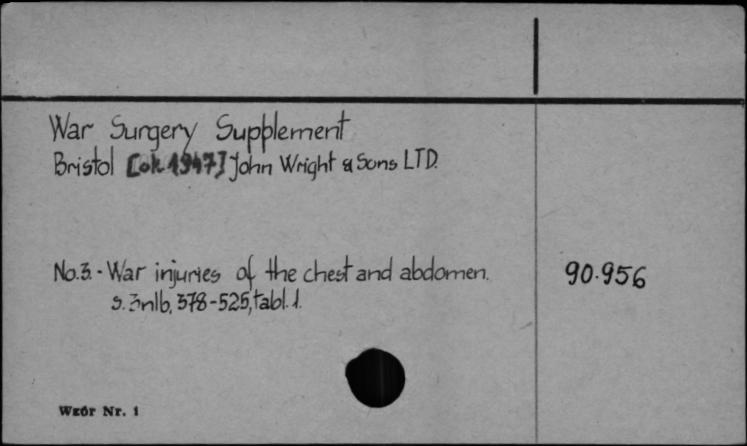 War Surgery Supplement
Bristol [ok. 1947] John Wright & Sons LTD.
No. 3. - War injuries of the chest and abdomen. 90.956
s. 3nlb, 378-525, tabl. 1.
Wzór Nr. 1